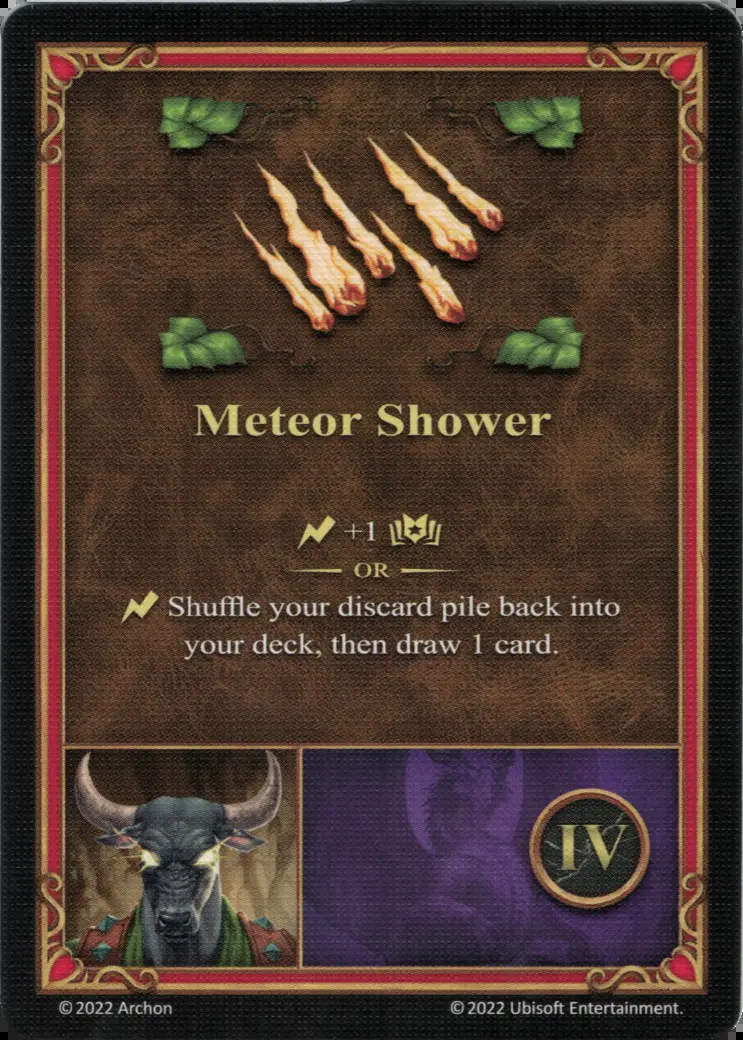 Meteor Shower
+1
OR
Shuffle your discard pile back into
your deck, then draw 1 card.
IV
© 2022 Archon
© 2022 Ubisoft Entertainment.